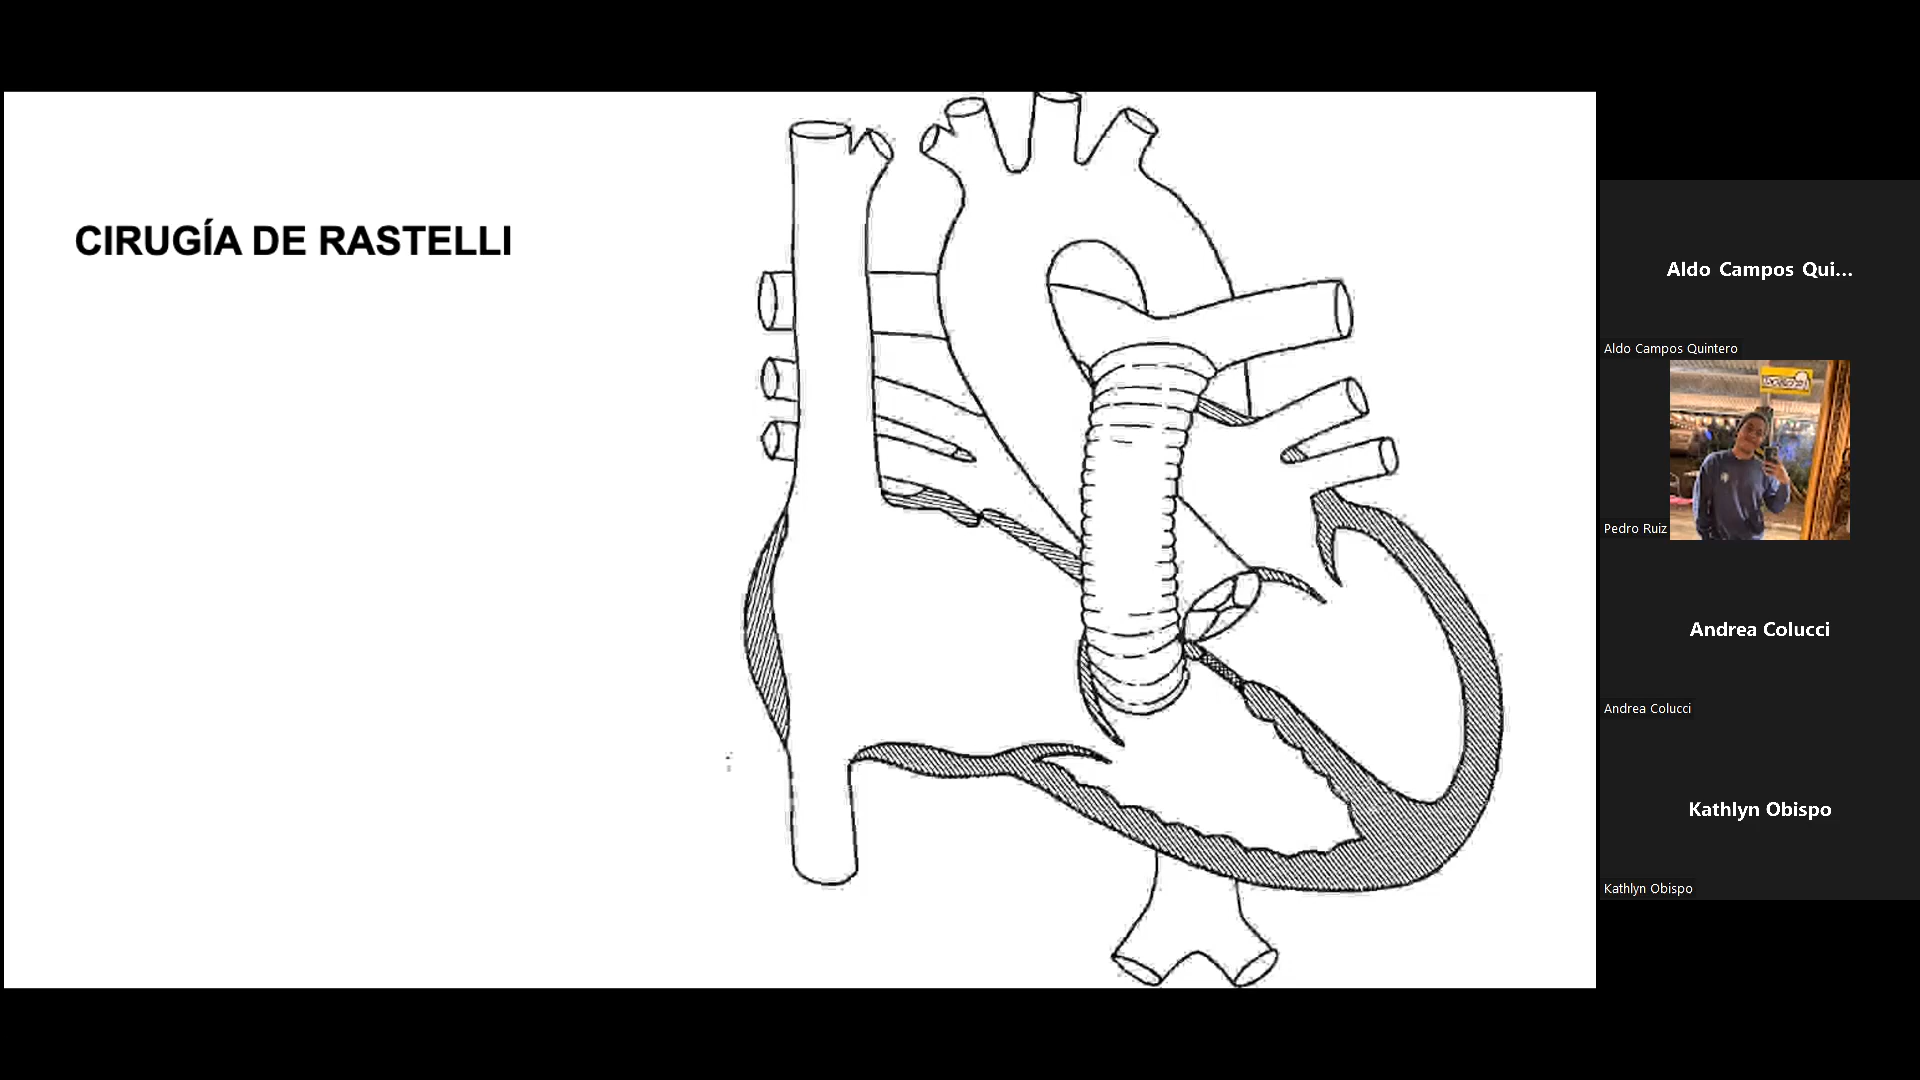 CIRUGÍA DE RASTELLI
Aldo Campos Qui...
Aldo Campos Quintero
Pedro Ruiz
Andrea Colucci
Andrea Colucci
Kathlyn Obispo
Kathlyn Obispo